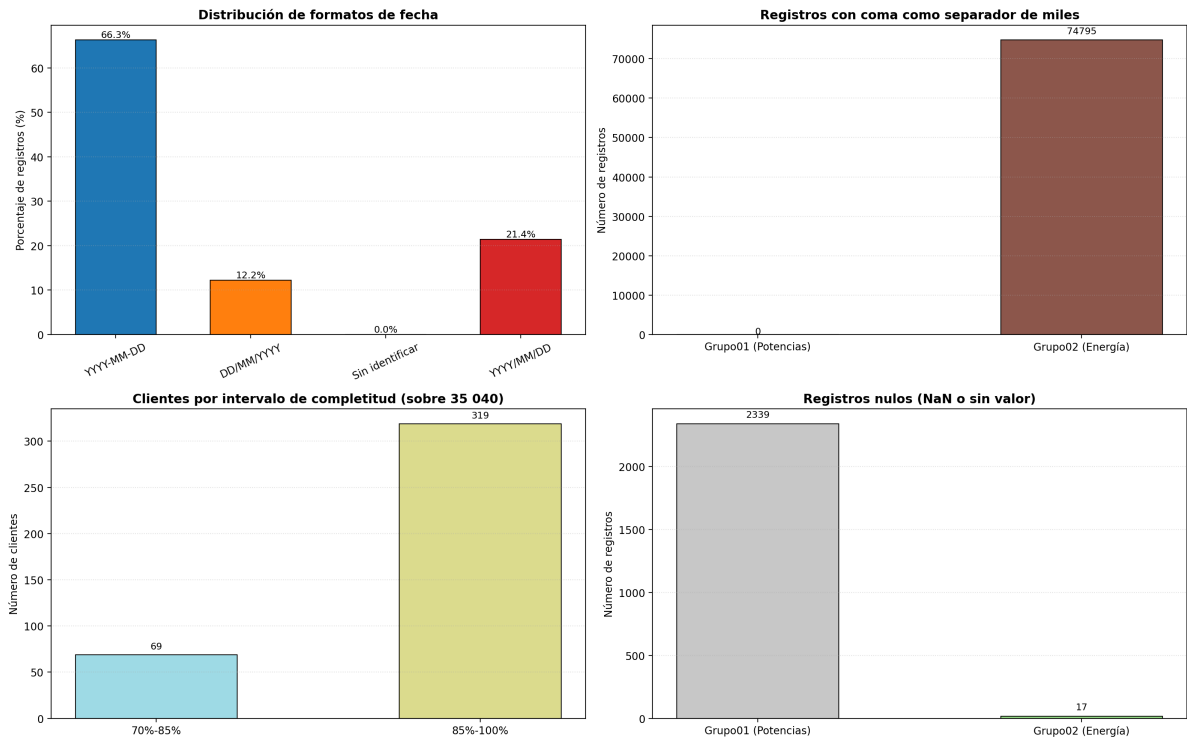 Distribución de formatos de fecha
Porcentaje de registros (%)
60
50
40
30
20
10
0
66.3%
12.2%
0.0%
21.4%
YYYY-MM-DD
DD/MM/YYYY
Sin identificar
YYYY/MM/DD
Registros con coma como separador de miles
Número de registros
70000
60000
50000
40000
30000
20000
10000
0
0
74795
Grupo01 (Potencias)
Grupo02 (Energía)
Clientes por intervalo de completitud (sobre 35 040)
Número de clientes
300
250
200
150
100
50
0
69
319
70%-85%
85%-100%
Registros nulos (NaN o sin valor)
Número de registros
2000
1500
1000
500
0
2339
17
Grupo01 (Potencias)
Grupo02 (Energía)